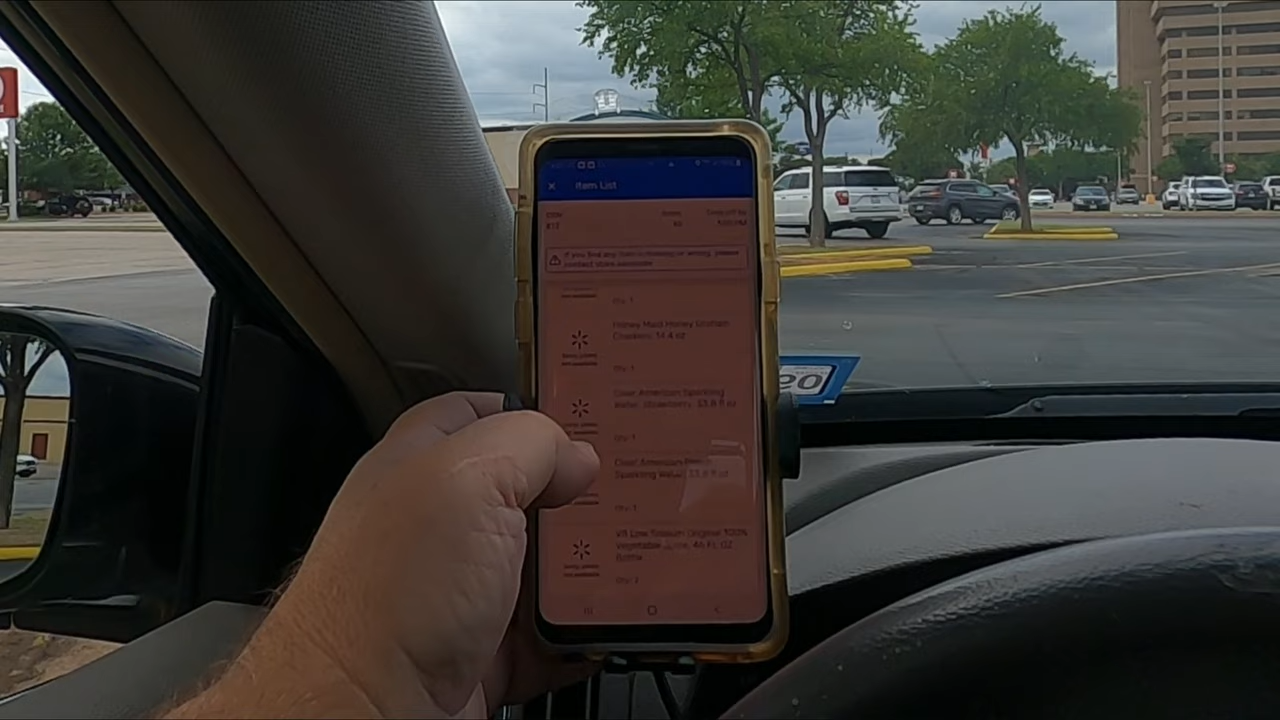 Item List
If you find any item is missing or wrong, please
contact store associate
Qty: 1
Honey Maid Honey Graham
Crackers, 14.4 oz
Qty: 1
Clear American Sparkling
Water, Strawberry, 33.8 fl oz
Qty: 1
Clear American
Sparkling Water, 33.8 fl oz
Qty: 1
V8 Low Sodium Original 100%
Vegetable Juice, 46 FL OZ
Bottle
Qty:
20